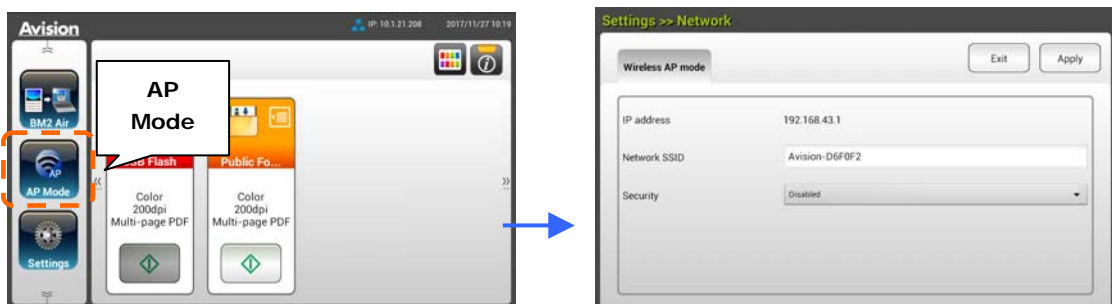 Avision
IP: 10.1.21.208
2017/11/27 10:19
BM2 Air
AP
AP Mode
Settings
AP
Mode
Flash
Public Fo...
Color
200dpi
Multi-page PDF
Color
200dpi
Multi-page PDF
Settings >> Network
Wireless AP mode
Exit
Apply
IP address
192.168.43.1
Network SSID
Avision-D6F0F2
Security
Disabled